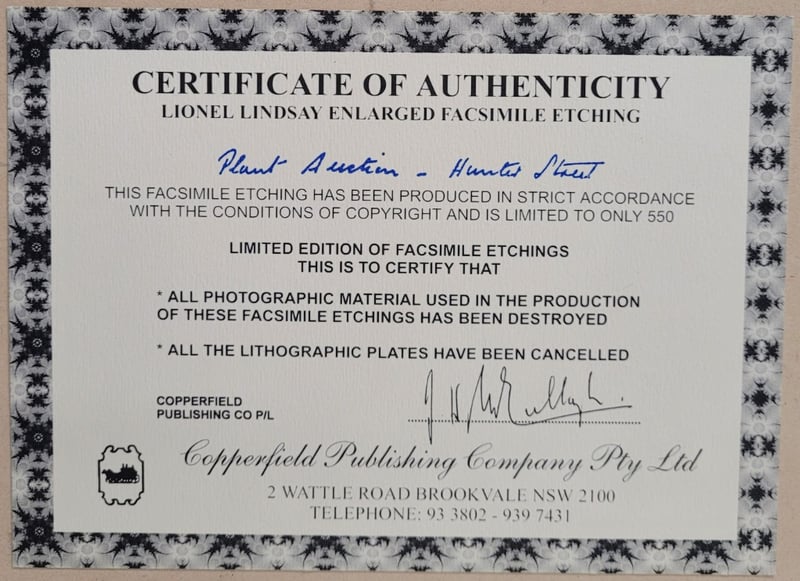 CERTIFICATE OF AUTHENTICITY
LIONEL LINDSAY ENLARGED FACSIMILE ETCHING
Plant Auction - Hunter Street
THIS FACSIMILE ETCHING HAS BEEN PRODUCED IN STRICT ACCORDANCE
WITH THE CONDITIONS OF COPYRIGHT AND IS LIMITED TO ONLY 550
LIMITED EDITION OF FACSIMILE ETCHINGS
THIS IS TO CERTIFY THAT
* ALL PHOTOGRAPHIC MATERIAL USED IN THE PRODUCTION
OF THESE FACSIMILE ETCHINGS HAS BEEN DESTROYED
* ALL THE LITHOGRAPHIC PLATES HAVE BEEN CANCELLED
COPPERFIELD
PUBLISHING CO P/L
Copperfield Publishing Company Pty Ltd
2 WATTLE ROAD BROOKVALE NSW 2100
TELEPHONE: 93 3802 - 939 7431